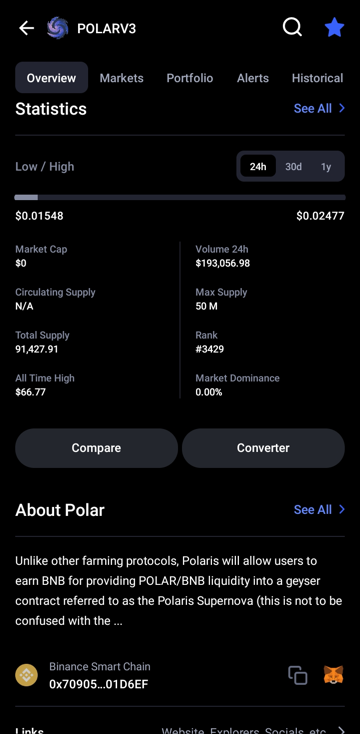 POLARV3
Overview Markets Portfolio Alerts Historical
Statistics See All
Low / High 24h 30d 1y
$0.01548 $0.02477
Market Cap Volume 24h
$0 $193,056.98
Circulating Supply Max Supply
N/A 50 M
Total Supply Rank
91,427.91 #3429
All Time High Market Dominance
$66.77 0.00%
Compare Converter
About Polar See All
Unlike other farming protocols, Polaris will allow users to
earn BNB for providing POLAR/BNB liquidity into a geyser
contract referred to as the Polaris Supernova (this is not to be
confused with the ...
Binance Smart Chain
0x70905...01D6EF
Links Website, Explorers, Socials, etc.